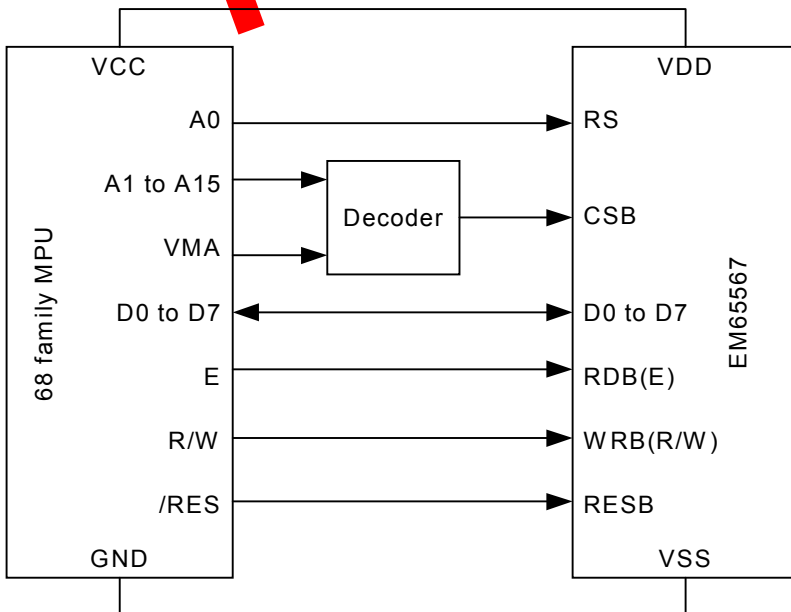 VCC
VDD
A0
RS
A1 to A15
Decoder
CSB
VMA
68 family MPU
EM65567
D0 to D7
D0 to D7
E
RDB(E)
R/W
WRB(R/W)
/RES
RESB
GND
VSS